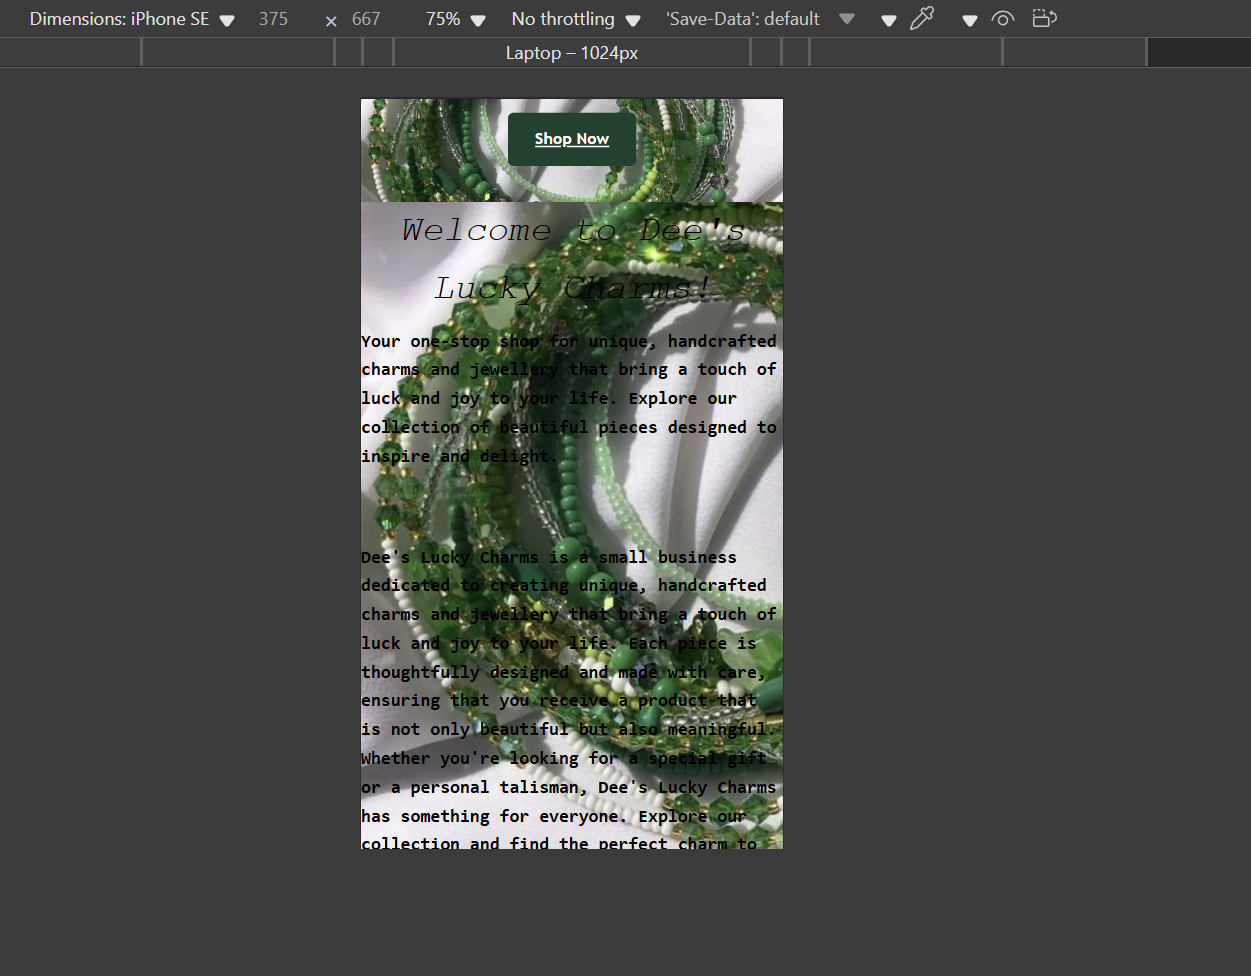 Dimensions: iPhone SE 375 × 667 75% No throttling 'Save-Data': default
Laptop – 1024px
Shop Now
Welcome to Dee's
Lucky Charms!
Your one-stop shop for unique, handcrafted
charms and jewellery that bring a touch of
luck and joy to your life. Explore our
collection of beautiful pieces designed to
inspire and delight.
Dee's Lucky Charms is a small business
dedicated to creating unique, handcrafted
charms and jewellery that bring a touch of
luck and joy to your life. Each piece is
thoughtfully designed and made with care,
ensuring that you receive a product that
is not only beautiful but also meaningful.
Whether you're looking for a special gift
or a personal talisman, Dee's Lucky Charms
has something for everyone. Explore our
collection and find the perfect charm to